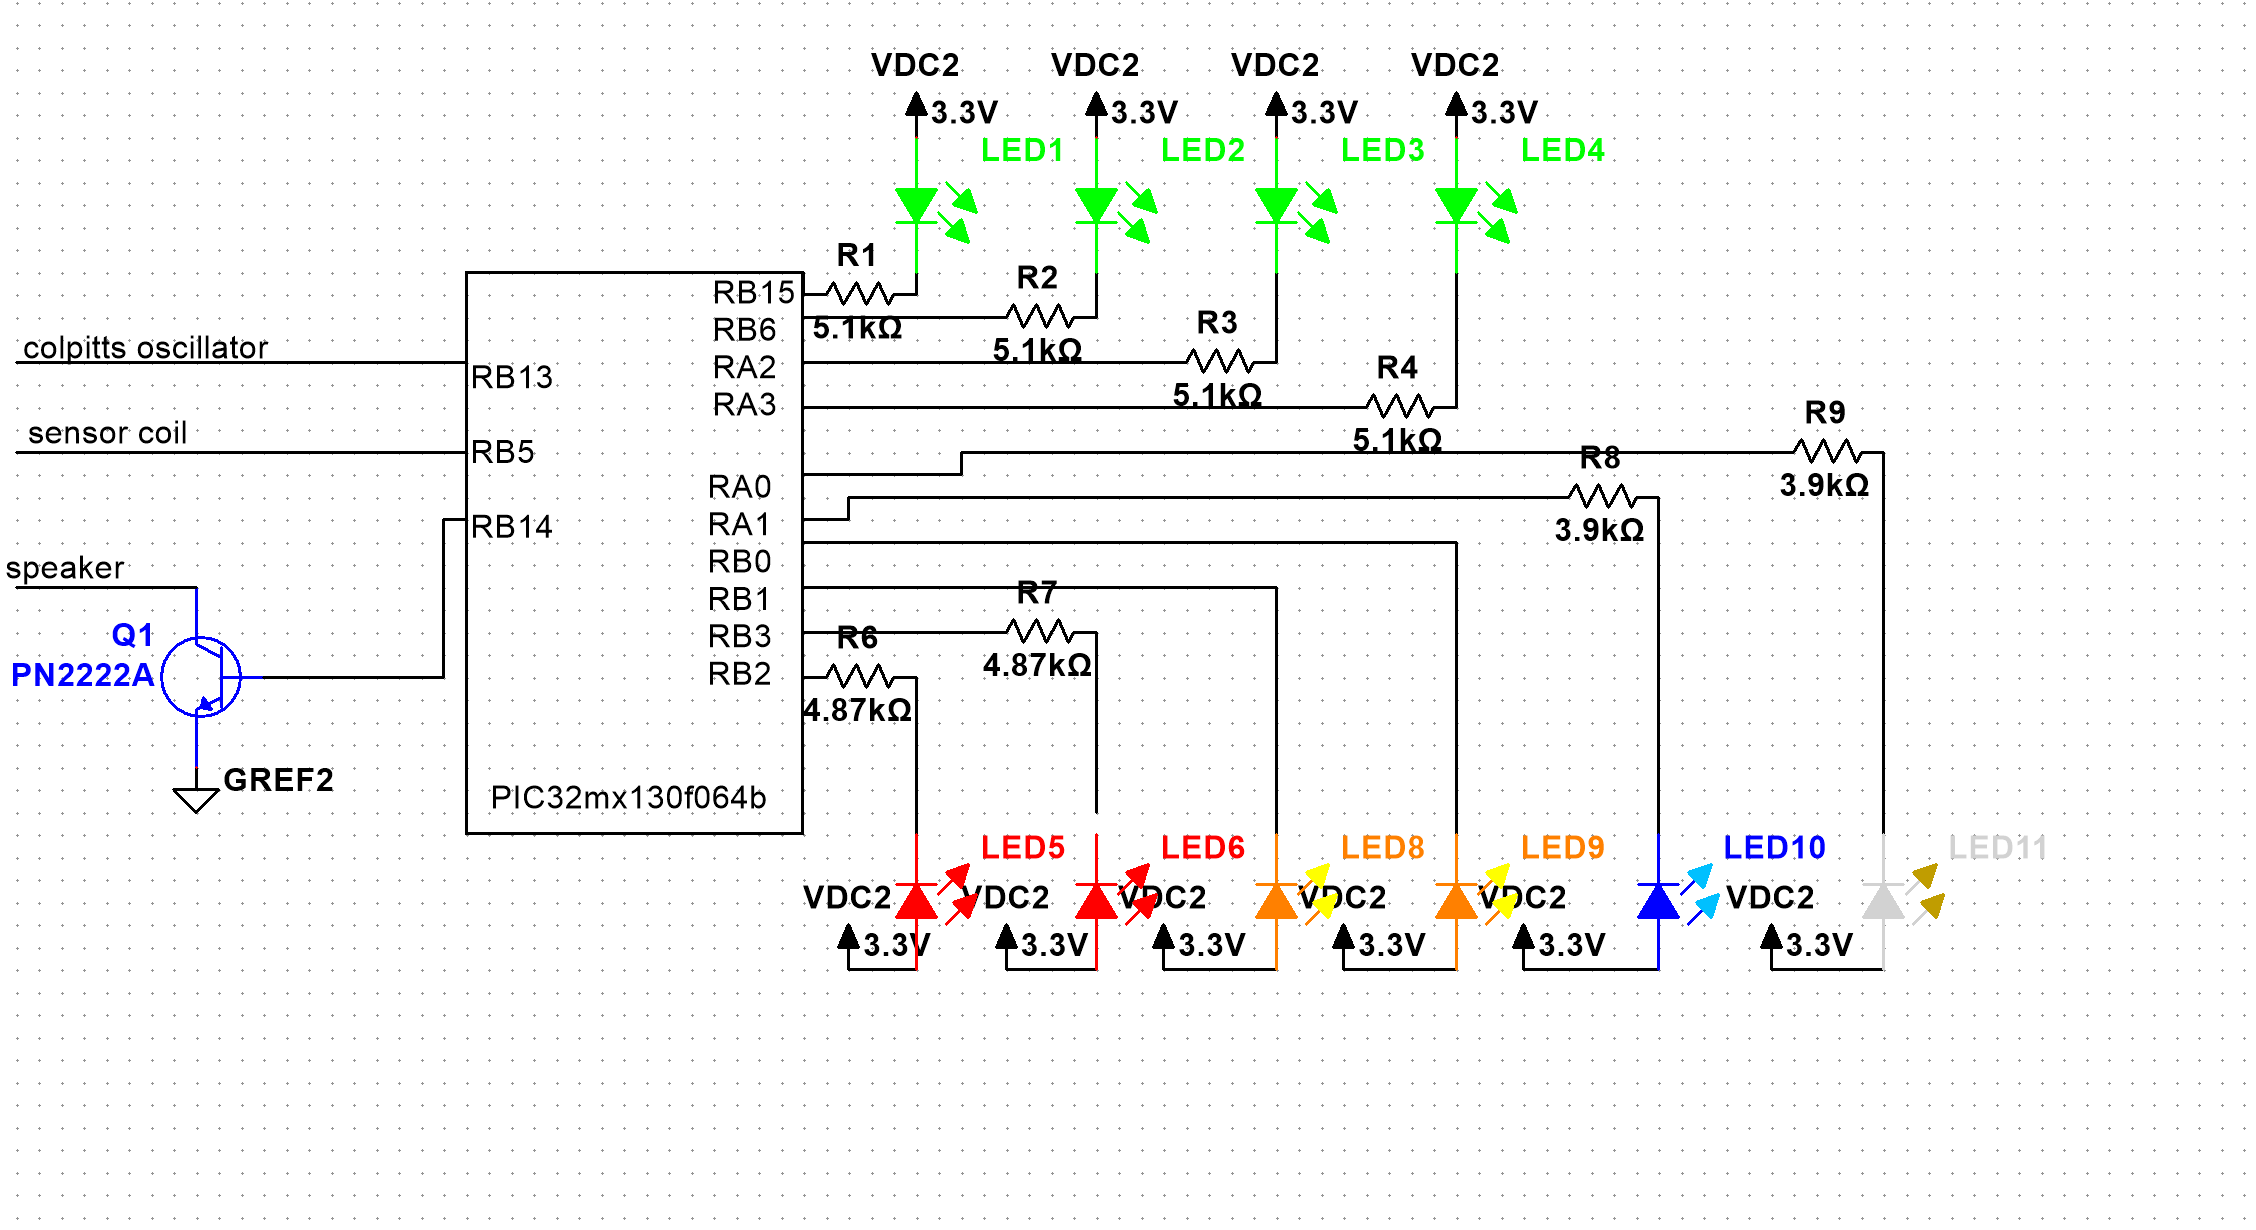 VDC2 VDC2 VDC2 VDC2
3.3V 3.3V 3.3V 3.3V
LED1 LED2 LED3 LED4
R1
5.1kΩ
R2
5.1kΩ
R3
5.1kΩ
R4
5.1kΩ
R9
3.9kΩ
R8
3.9kΩ
R7
4.87kΩ
R6
4.87kΩ
colpitts oscillator
sensor coil
speaker
Q1
PN2222A
GREF2
RB13
RB5
RB14
RB15
RB6
RA2
RA3
RA0
RA1
RB0
RB1
RB3
RB2
PIC32mx130f064b
LED5 LED6 LED8 LED9 LED10 LED11
VDC2 VDC2 VDC2 VDC2 VDC2 VDC2
3.3V 3.3V 3.3V 3.3V 3.3V 3.3V